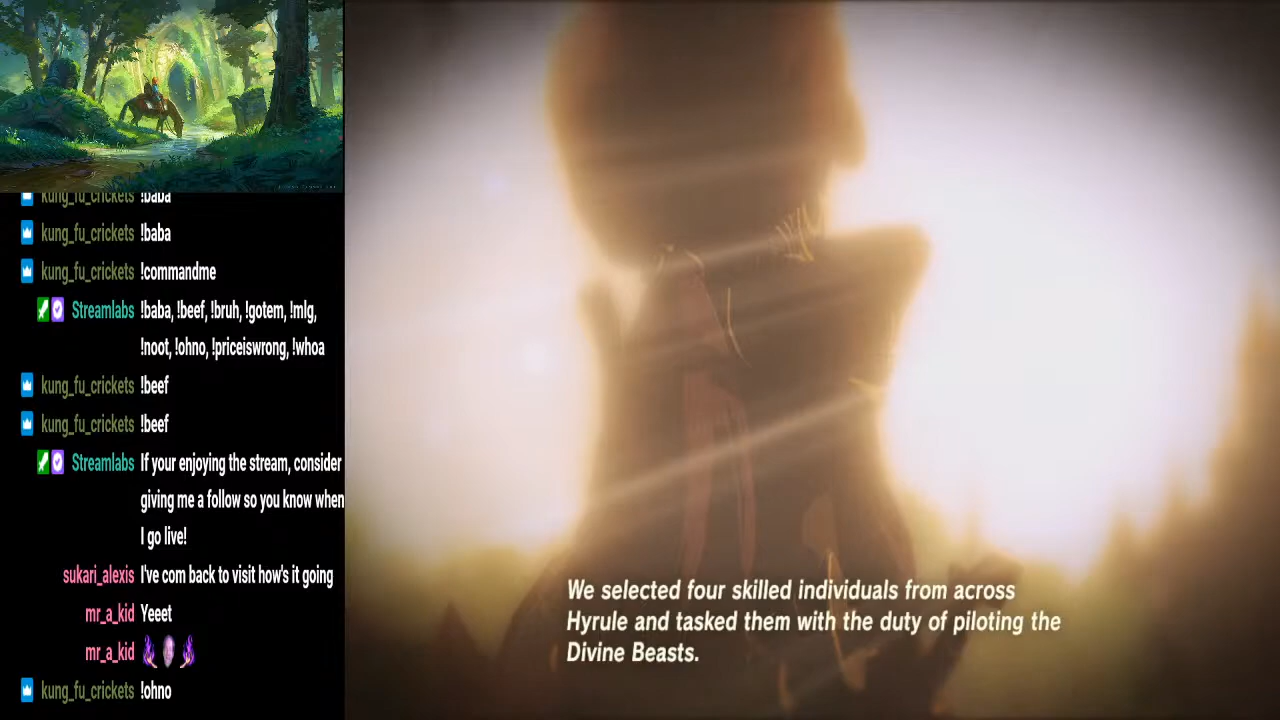 kung_fu_crickets !baba
kung_fu_crickets !baba
kung_fu_crickets !commandme
Streamlabs !baba, !beef, !bruh, !gotem, !mlg,
!noot, !ohno, !priceiswrong, !whoa
kung_fu_crickets !beef
kung_fu_crickets !beef
Streamlabs If your enjoying the stream, consider
giving me a follow so you know when
I go live!
sukari_alexis I've com back to visit how's it going
mr_a_kid Yeeet
mr_a_kid
kung_fu_crickets !ohno
We selected four skilled individuals from across
Hyrule and tasked them with the duty of piloting the
Divine Beasts.